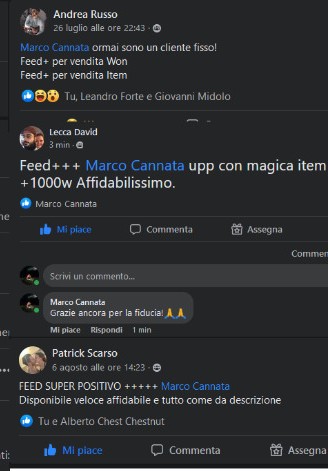 Andrea Russo
26 luglio alle ore 22:43 ·
Marco Cannata ormai sono un cliente fisso!
Feed+ per vendita Won
Feed+ per vendita Item
Tu, Leandro Forte e Giovanni Midolo
Lecca David
3 min ·
Feed+++ Marco Cannata upp con magica item
+1000w Affidabilissimo.
Marco Cannata
Mi piace Commenta Assegna
Commen
Scrivi un commento...
Marco Cannata
Grazie ancora per la fiducia!🙏🙏
Mi piace Rispondi 1 min
Patrick Scarso
6 agosto alle ore 14:23 ·
FEED SUPER POSITIVO +++++ Marco Cannata
Disponibile veloce affidabile e tutto come da descrizione
Tu e Alberto Chest Chestnut
Mi piace Commenta Assegna